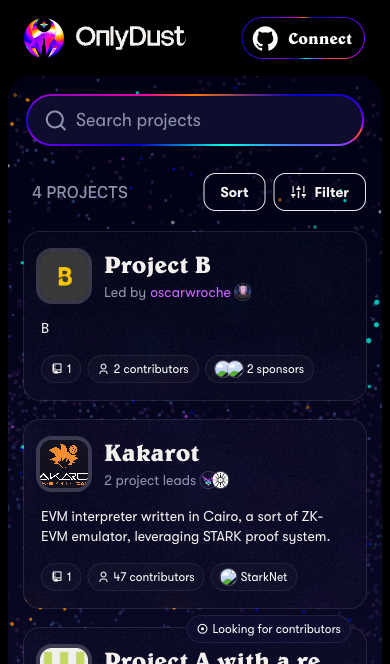 OnlyDust
Connect
Search projects
4 PROJECTS
Sort
Filter
B
Project B
Led by oscarwroche
B
1
2 contributors
2 sponsors
Kakarot
2 project leads
EVM interpreter written in Cairo, a sort of ZK-
EVM emulator, leveraging STARK proof system.
1
47 contributors
StarkNet
Looking for contributors
Project A with a re